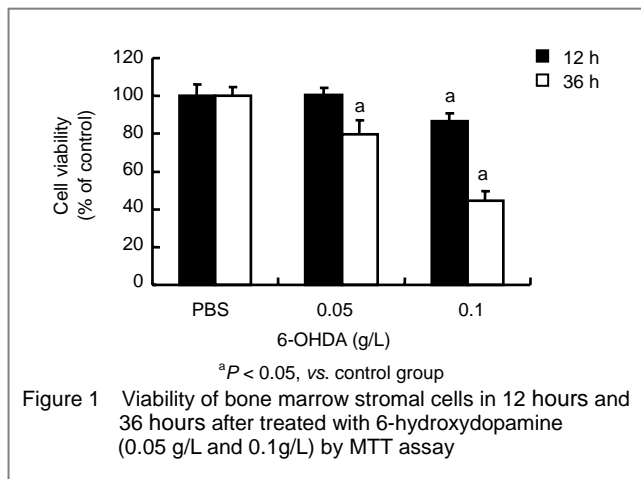 120
100
80
60
40
20
0
Cell viability
(% of control)
a
a
a
12 h
36 h
PBS 0.05 0.1
6-OHDA (g/L)
aP < 0.05, vs. control group
Figure 1 Viability of bone marrow stromal cells in 12 hours and
36 hours after treated with 6-hydroxydopamine
(0.05 g/L and 0.1g/L) by MTT assay